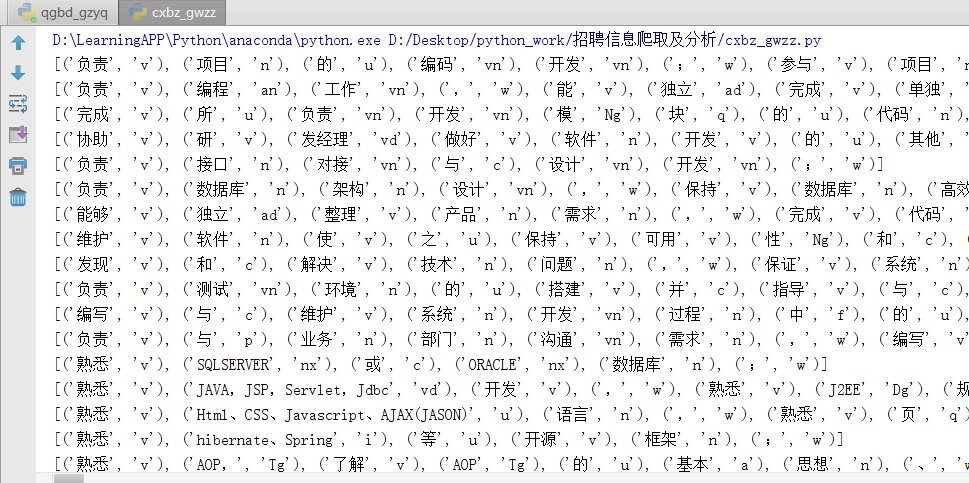 qgbd_gzyq cxbz_gwzz
D:\LearningAPP\Python\anaconda\python.exe D:/Desktop/python_work/招聘信息爬取及分析/cxbz_gwzz.py
[('负责', 'v'), ('项目', 'n'), ('的', 'u'), ('编码', 'vn'), ('开发', 'vn'), ('；', 'w'), ('参与', 'v'), ('项目', 'n
[('负责', 'v'), ('编程', 'an'), ('工作', 'vn'), ('，', 'w'), ('能', 'v'), ('独立', 'ad'), ('完成', 'v'), ('单独', '
[('完成', 'v'), ('所', 'u'), ('负责', 'vn'), ('开发', 'vn'), ('模', 'Ng'), ('块', 'q'), ('的', 'u'), ('代码', 'n'),
[('协助', 'v'), ('研', 'v'), ('发经理', 'vd'), ('做好', 'v'), ('软件', 'n'), ('开发', 'v'), ('的', 'u'), ('其他', '
[('负责', 'v'), ('接口', 'n'), ('对接', 'vn'), ('与', 'c'), ('设计', 'vn'), ('开发', 'vn'), ('；', 'w')]
[('负责', 'v'), ('数据库', 'n'), ('架构', 'n'), ('设计', 'vn'), ('，', 'w'), ('保持', 'v'), ('数据库', 'n'), ('高效
[('能够', 'v'), ('独立', 'ad'), ('整理', 'v'), ('产品', 'n'), ('需求', 'n'), ('，', 'w'), ('完成', 'v'), ('代码', '
[('维护', 'v'), ('软件', 'n'), ('使', 'v'), ('之', 'u'), ('保持', 'v'), ('可用', 'v'), ('性', 'Ng'), ('和', 'c'),
[('发现', 'v'), ('和', 'c'), ('解决', 'v'), ('技术', 'n'), ('问题', 'n'), ('，', 'w'), ('保证', 'v'), ('系统', 'n')
[('负责', 'v'), ('测试', 'vn'), ('环境', 'n'), ('的', 'u'), ('搭建', 'v'), ('并', 'c'), ('指导', 'v'), ('与', 'c'),
[('编写', 'v'), ('与', 'c'), ('维护', 'v'), ('系统', 'n'), ('开发', 'vn'), ('过程', 'n'), ('中', 'f'), ('的', 'u'),
[('负责', 'v'), ('与', 'p'), ('业务', 'n'), ('部门', 'n'), ('沟通', 'vn'), ('需求', 'n'), ('，', 'w'), ('编写', 'v'
[('熟悉', 'v'), ('SQLSERVER', 'nx'), ('或', 'c'), ('ORACLE', 'nx'), ('数据库', 'n'), ('；', 'w')]
[('熟悉', 'v'), ('JAVA，JSP，Servlet，Jdbc', 'vd'), ('开发', 'v'), ('，', 'w'), ('熟悉', 'v'), ('J2EE', 'Dg'), ('规
[('熟悉', 'v'), ('Html、CSS、Javascript、AJAX(JASON)', 'u'), ('语言', 'n'), ('，', 'w'), ('熟悉', 'v'), ('页', 'q')
[('熟悉', 'v'), ('hibernate、Spring', 'i'), ('等', 'u'), ('开源', 'v'), ('框架', 'n'), ('；', 'w')]
[('熟悉', 'v'), ('AOP，', 'Tg'), ('了解', 'v'), ('AOP', 'Tg'), ('的', 'u'), ('基本', 'a'), ('思想', 'n'), ('、', 'w